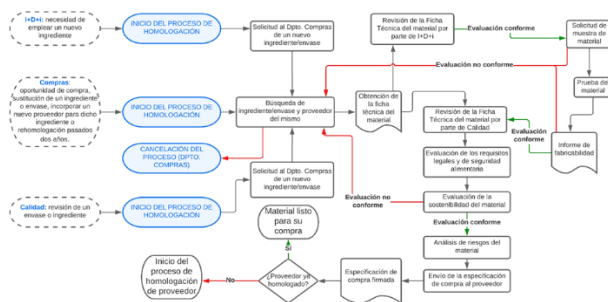 I+D+i: necesidad de
emplear un nuevo
ingrediente
INICIO DEL PROCESO DE
HOMOLOGACIÓN
Solicitud al Dpto. Compras
de un nuevo
ingrediente/envase
Revisión de la Ficha
Técnica del material por
parte de I+D+i
Evaluación conforme
Solicitud de
muestra de
material
Evaluación no conforme
Prueba de
material
Compras:
oportunidad de compra,
sustitución de un ingrediente
o envase, incorporar un
nuevo proveedor para dicho
ingrediente o
rehomologación pasados
dos años.
INICIO DEL PROCESO DE
HOMOLOGACIÓN
Búsqueda de
ingrediente/envase y proveedor
del mismo
Obtención de
la ficha
técnica del
material
Revisión de la Ficha
Técnica del material por
parte de Calidad
Evaluación
conforme
Informe de
fabricabilidad
CANCELACIÓN DEL
PROCESO (DPTO.
COMPRAS)
Evaluación de los requisitos
legales y de seguridad
alimentaria
Solicitud al Dpto. Compras
de un nuevo
ingrediente/envase
Evaluación no
conforme
Evaluación de la
sostenibilidad del material
Calidad: revisión de un
envase o ingrediente
INICIO DEL PROCESO DE
HOMOLOGACIÓN
Evaluación conforme
Material listo
para su
compra
Análisis de riesgos del
material
Sí
Inicio del
proceso de
homologación
de proveedor.
No
¿Proveedor ya
homologado?
Especificación de
compra firmada
Envío de la especificación
de compra al proveedor